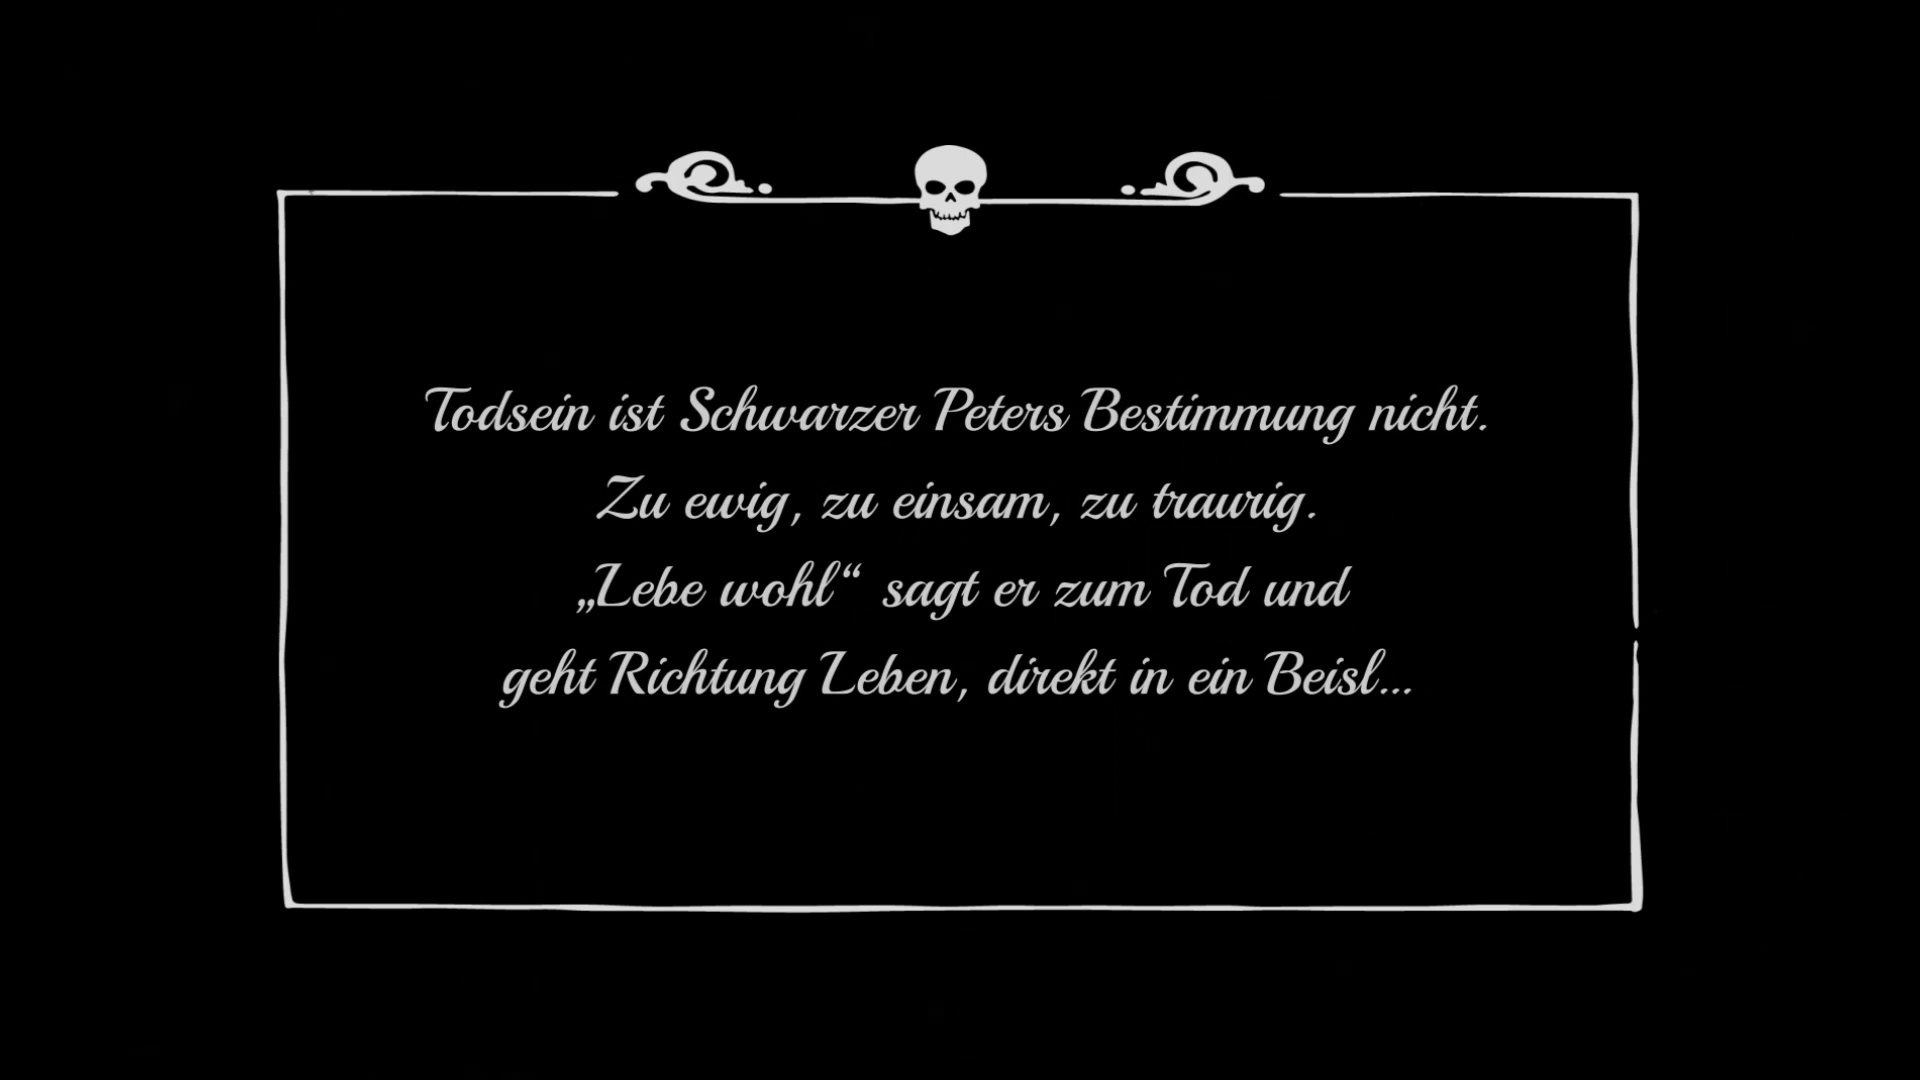 Todsein ist Schwarzer Peters Bestimmung nicht.
Zu ewig, zu einsam, zu traurig.
„Lebe wohl“ sagt er zum Tod und
geht Richtung Leben, direkt in ein Beisl...